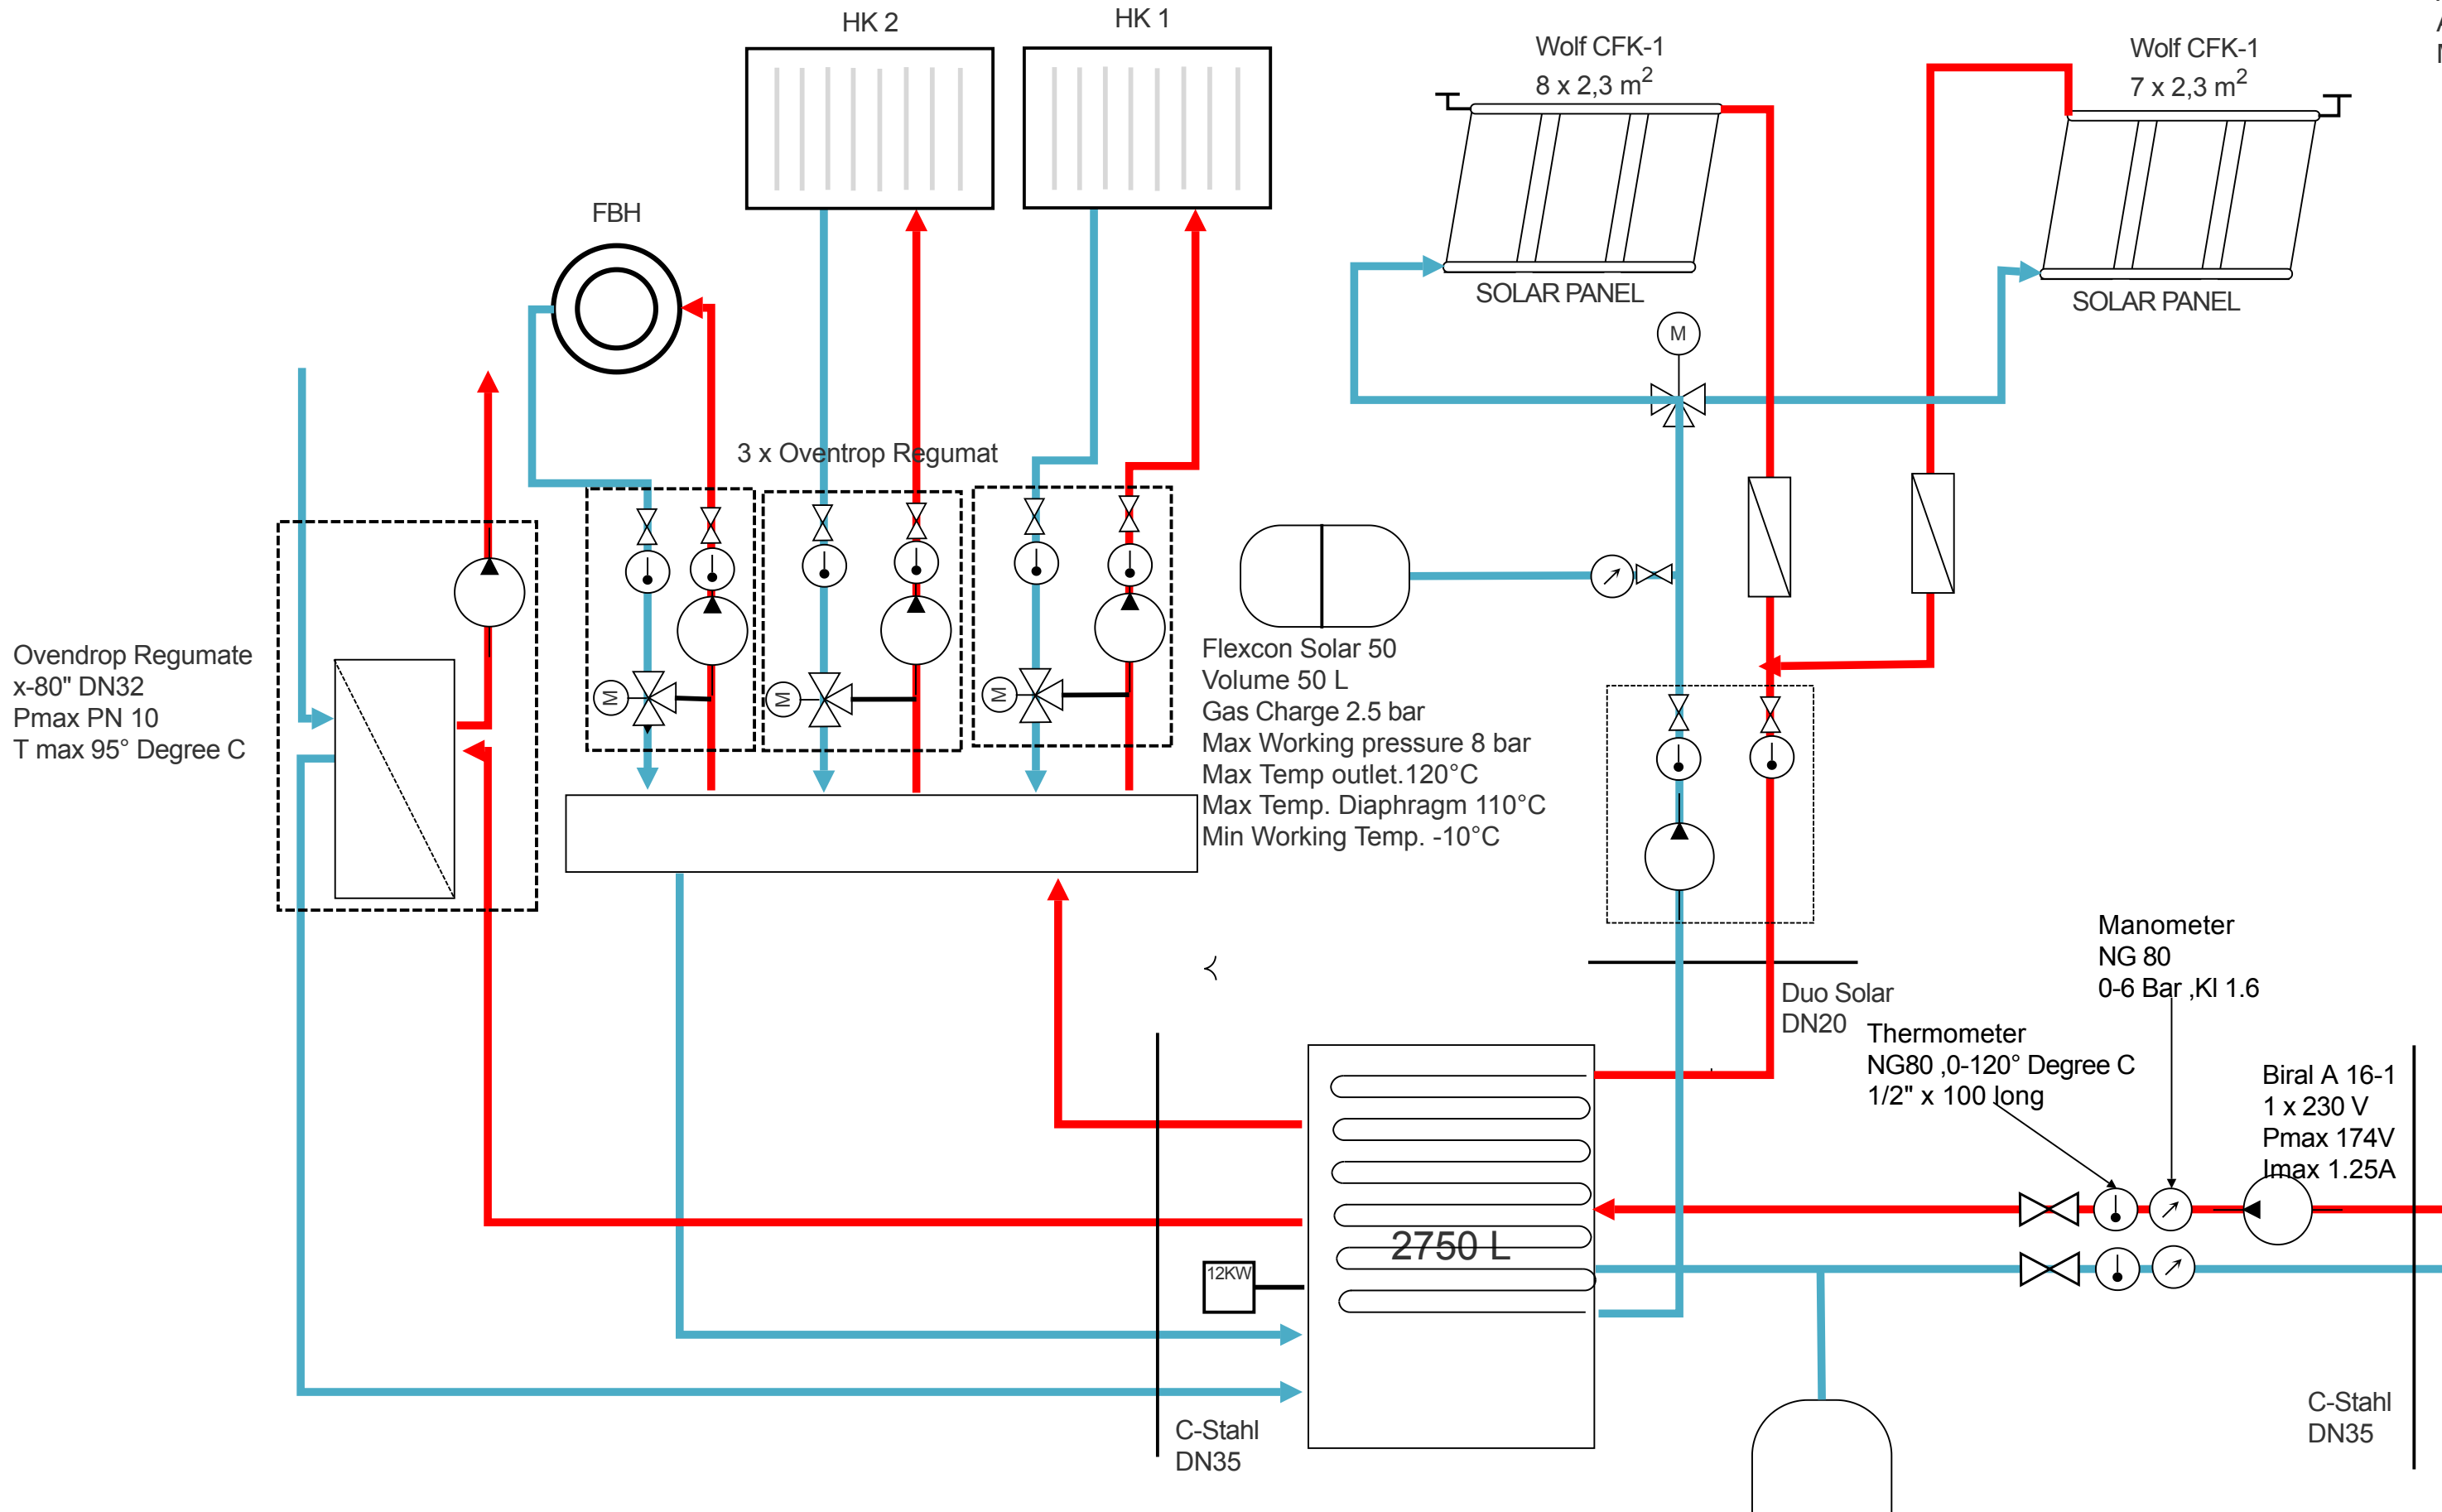 HK 2
HK 1
Wolf CFK-1
8 x 2,3 m²
Wolf CFK-1
7 x 2,3 m²
FBH
SOLAR PANEL
SOLAR PANEL
M
3 x Oventrop Regumat
Ovendrop Regumate
x-80" DN32
Pmax PN 10
T max 95° Degree C
M
M
M
Flexcon Solar 50
Volume 50 L
Gas Charge 2.5 bar
Max Working pressure 8 bar
Max Temp outlet.120°C
Max Temp. Diaphragm 110°C
Min Working Temp. -10°C
Manometer
NG 80
0-6 Bar ,Kl 1.6
Duo Solar
DN20
Thermometer
NG80 ,0-120° Degree C
1/2" x 100 long
Biral A 16-1
1 x 230 V
Pmax 174V
Imax 1.25A
2750 L
12KW
C-Stahl
DN35
C-Stahl
DN35